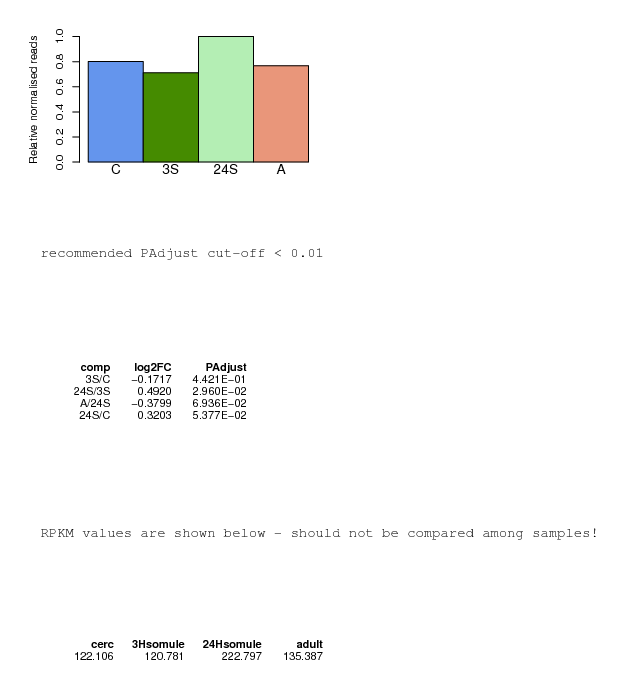 Relative normalised reads
1.0
0.8
0.6
0.4
0.2
0.0
C 3S 24S A
recommended PAdjust cut-off < 0.01
comp log2FC PAdjust
3S/C −0.1717 4.421E−01
24S/3S 0.4920 2.960E−02
A/24S −0.3799 6.936E−02
24S/C 0.3203 5.377E−02
RPKM values are shown below - should not be compared among samples!
cerc 3Hsomule 24Hsomule adult
122.106 120.781 222.797 135.387